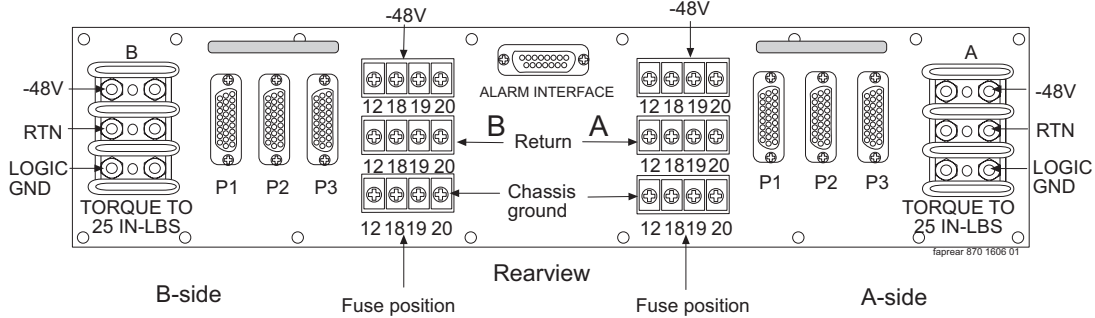 -48V
-48V
B
A
-48V
ALARM INTERFACE
-48V
12 18 19 20
12 18 19 20
RTN
B
Return
A
RTN
12 18 19 20
12 18 19 20
LOGIC
GND
P1
P2
P3
Chassis
ground
P1
P2
P3
LOGIC
GND
TORQUE TO
25 IN-LBS
12 18 19 20
12 18 19 20
TORQUE TO
25 IN-LBS
faprear 870 1606 01
Rearview
B-side
Fuse position
Fuse position
A-side